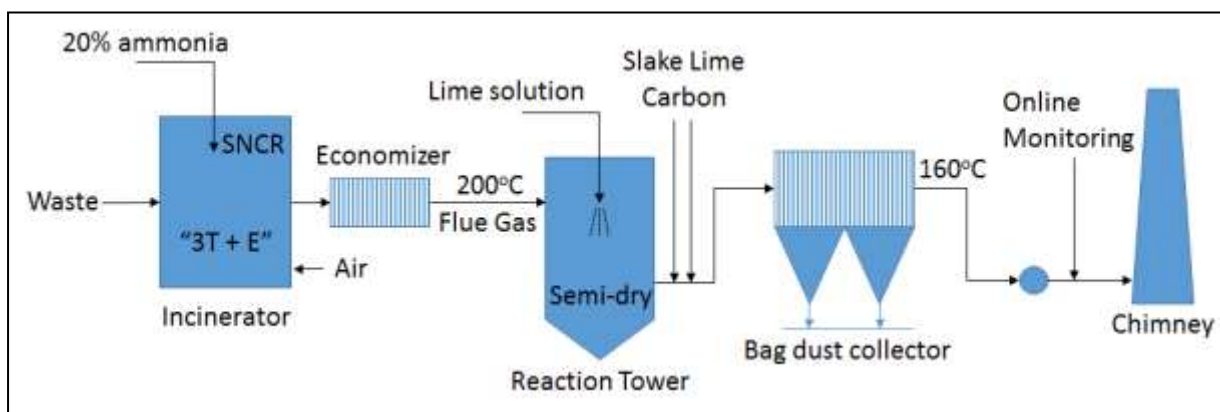 20% ammonia
SNCR
Waste
"3T + E"
Air
Incinerator
Economizer
200°C
Flue Gas
Lime solution
Semi-dry
Reaction Tower
Slake Lime
Carbon
160°C
Bag dust collector
Online
Monitoring
Chimney